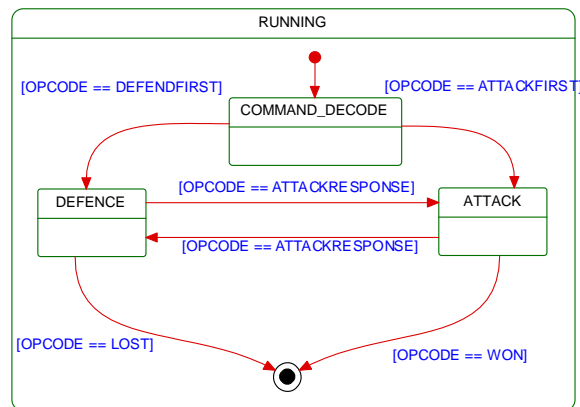 RUNNING
[OPCODE == DEFENDFIRST]
[OPCODE == ATTACKFIRST]
COMMAND_DECODE
[OPCODE == ATTACKRESPONSE]
DEFENCE
ATTACK
[OPCODE == ATTACKRESPONSE]
[OPCODE == LOST]
[OPCODE == WON]